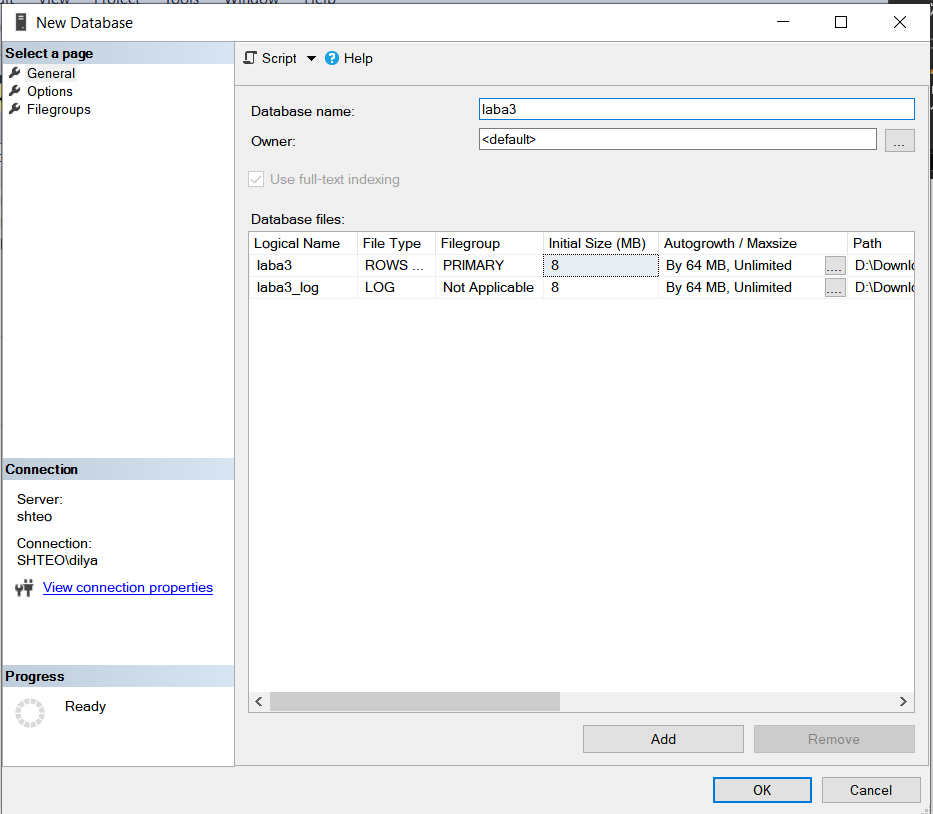 New Database
Select a page
General
Options
Filegroups
Script Help
Database name: laba3
Owner: <default> ...
Use full-text indexing
Database files:
Logical Name File Type Filegroup Initial Size (MB) Autogrowth / Maxsize Path
laba3 ROWS ... PRIMARY 8 By 64 MB, Unlimited .... D:\Downlo
laba3_log LOG Not Applicable 8 By 64 MB, Unlimited .... D:\Downlo
Connection
Server:
shteo
Connection:
SHTEO\dilya
View connection properties
Progress
Ready
Add Remove
OK Cancel